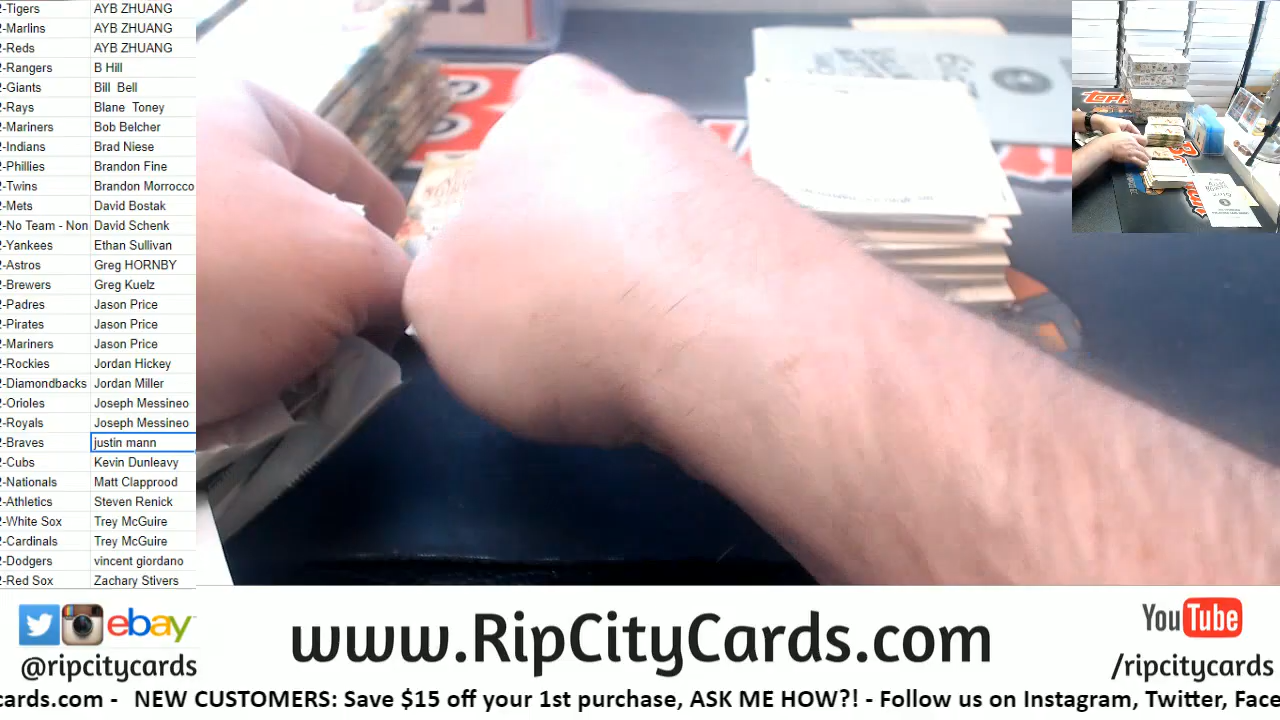 2-Tigers AYB ZHUANG
2-Marlins AYB ZHUANG
2-Reds AYB ZHUANG
2-Rangers B Hill
2-Giants Bill Bell
2-Rays Blane Toney
2-Mariners Bob Belcher
2-Indians Brad Niese
2-Phillies Brandon Fine
2-Twins Brandon Morrocco
2-Mets David Bostak
2-No Team - Non David Schenk
2-Yankees Ethan Sullivan
2-Astros Greg HORNBY
2-Brewers Greg Kuelz
2-Padres Jason Price
2-Pirates Jason Price
2-Mariners Jason Price
2-Rockies Jordan Hickey
2-Diamondbacks Jordan Miller
2-Orioles Joseph Messineo
2-Royals Joseph Messineo
2-Braves justin mann
2-Cubs Kevin Dunleavy
2-Nationals Matt Clapprood
2-Athletics Steven Renick
2-White Sox Trey McGuire
2-Cardinals Trey McGuire
2-Dodgers vincent giordano
2-Red Sox Zachary Stivers
ebay
@ripcitycards
www.RipCityCards.com
YouTube
/ripcitycards
cards.com - NEW CUSTOMERS: Save $15 off your 1st purchase, ASK ME HOW?! - Follow us on Instagram, Twitter, Face